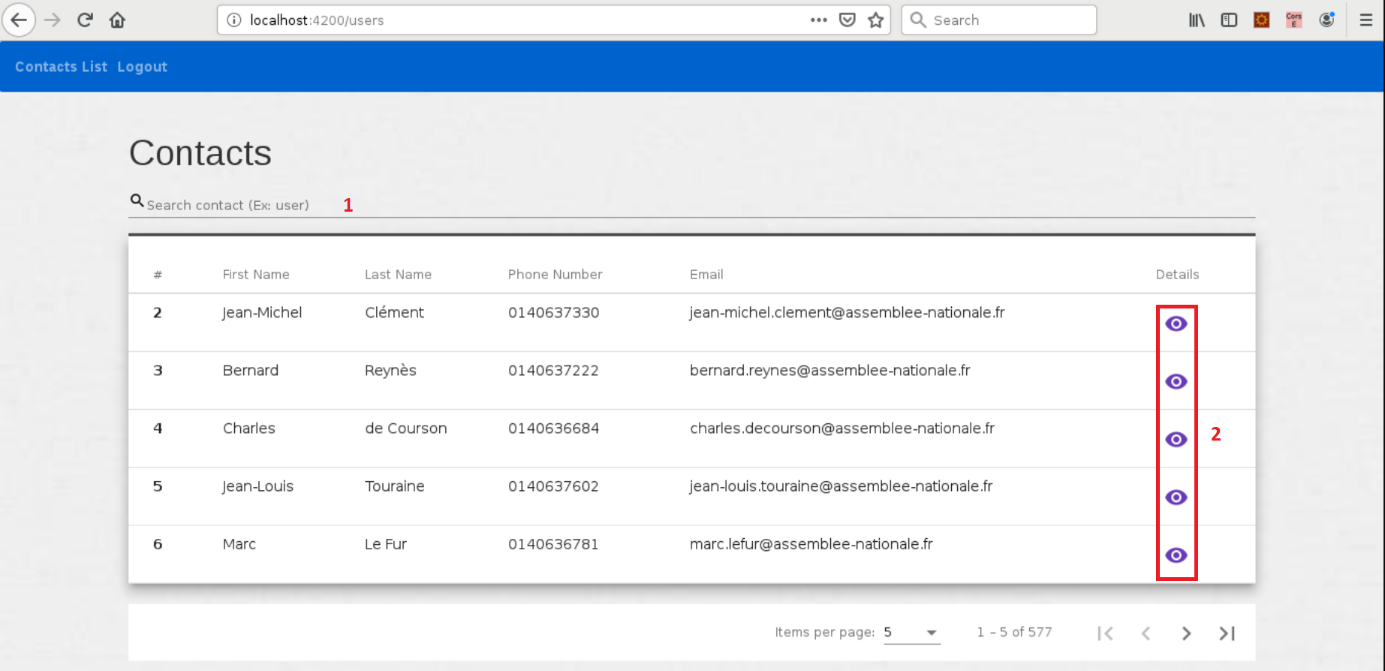 localhost:4200/users
Search
Cors E
Contacts List Logout
Contacts
Search contact (Ex: user) 1
# First Name Last Name Phone Number Email Details
2 Jean-Michel Clément 0140637330 jean-michel.clement@assemblee-nationale.fr
3 Bernard Reynès 0140637222 bernard.reynes@assemblee-nationale.fr
4 Charles de Courson 0140636684 charles.decourson@assemblee-nationale.fr
2
5 Jean-Louis Touraine 0140637602 jean-louis.touraine@assemblee-nationale.fr
6 Marc Le Fur 0140636781 marc.lefur@assemblee-nationale.fr
Items per page: 5 1 – 5 of 577